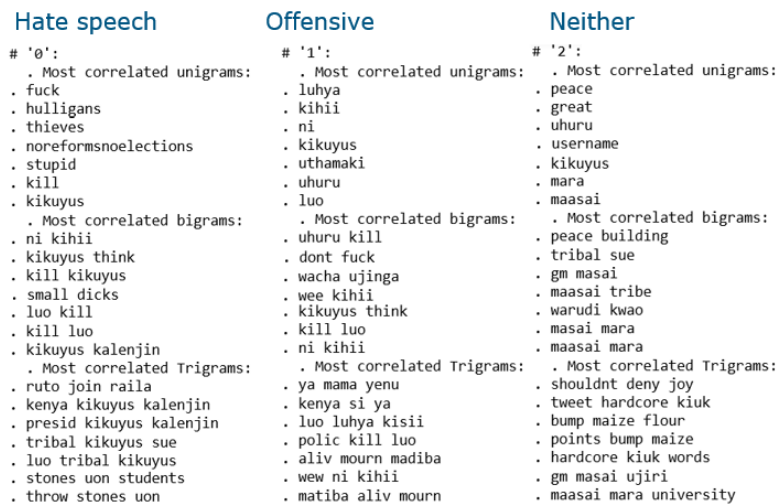 Hate speech
# '0':
. Most correlated unigrams:
. fuck
. hulligans
. thieves
. noreformsnoelections
. stupid
. kill
. kikuyus
. Most correlated bigrams:
. ni kihii
. kikuyus think
. kill kikuyus
. small dicks
. luo kill
. kill luo
. kikuyus kalenjin
. Most correlated Trigrams:
. ruto join raila
. kenya kikuyus kalenjin
. presid kikuyus kalenjin
. tribal kikuyus sue
. luo tribal kikuyus
. stones uon students
. throw stones uon
Offensive
# '1':
. Most correlated unigrams:
. luhya
. kihii
. ni
. kikuyus
. uthamaki
. uhuru
. luo
. Most correlated bigrams:
. uhuru kill
. dont fuck
. wacha ujinga
. wee kihii
. kikuyus think
. kill luo
. ni kihii
. Most correlated Trigrams:
. ya mama yenu
. kenya si ya
. luo luhya kisii
. polic kill luo
. aliv mourn madiba
. wew ni kihii
. matiba aliv mourn
Neither
# '2':
. Most correlated unigrams:
. peace
. great
. uhuru
. username
. kikuyus
. mara
. maasai
. Most correlated bigrams:
. peace building
. tribal sue
. gm masai
. maasai tribe
. warudi kwao
. masai mara
. maasai mara
. Most correlated Trigrams:
. shouldnt deny joy
. tweet hardcore kiuk
. bump maize flour
. points bump maize
. hardcore kiuk words
. gm masai ujiri
. maasai mara university